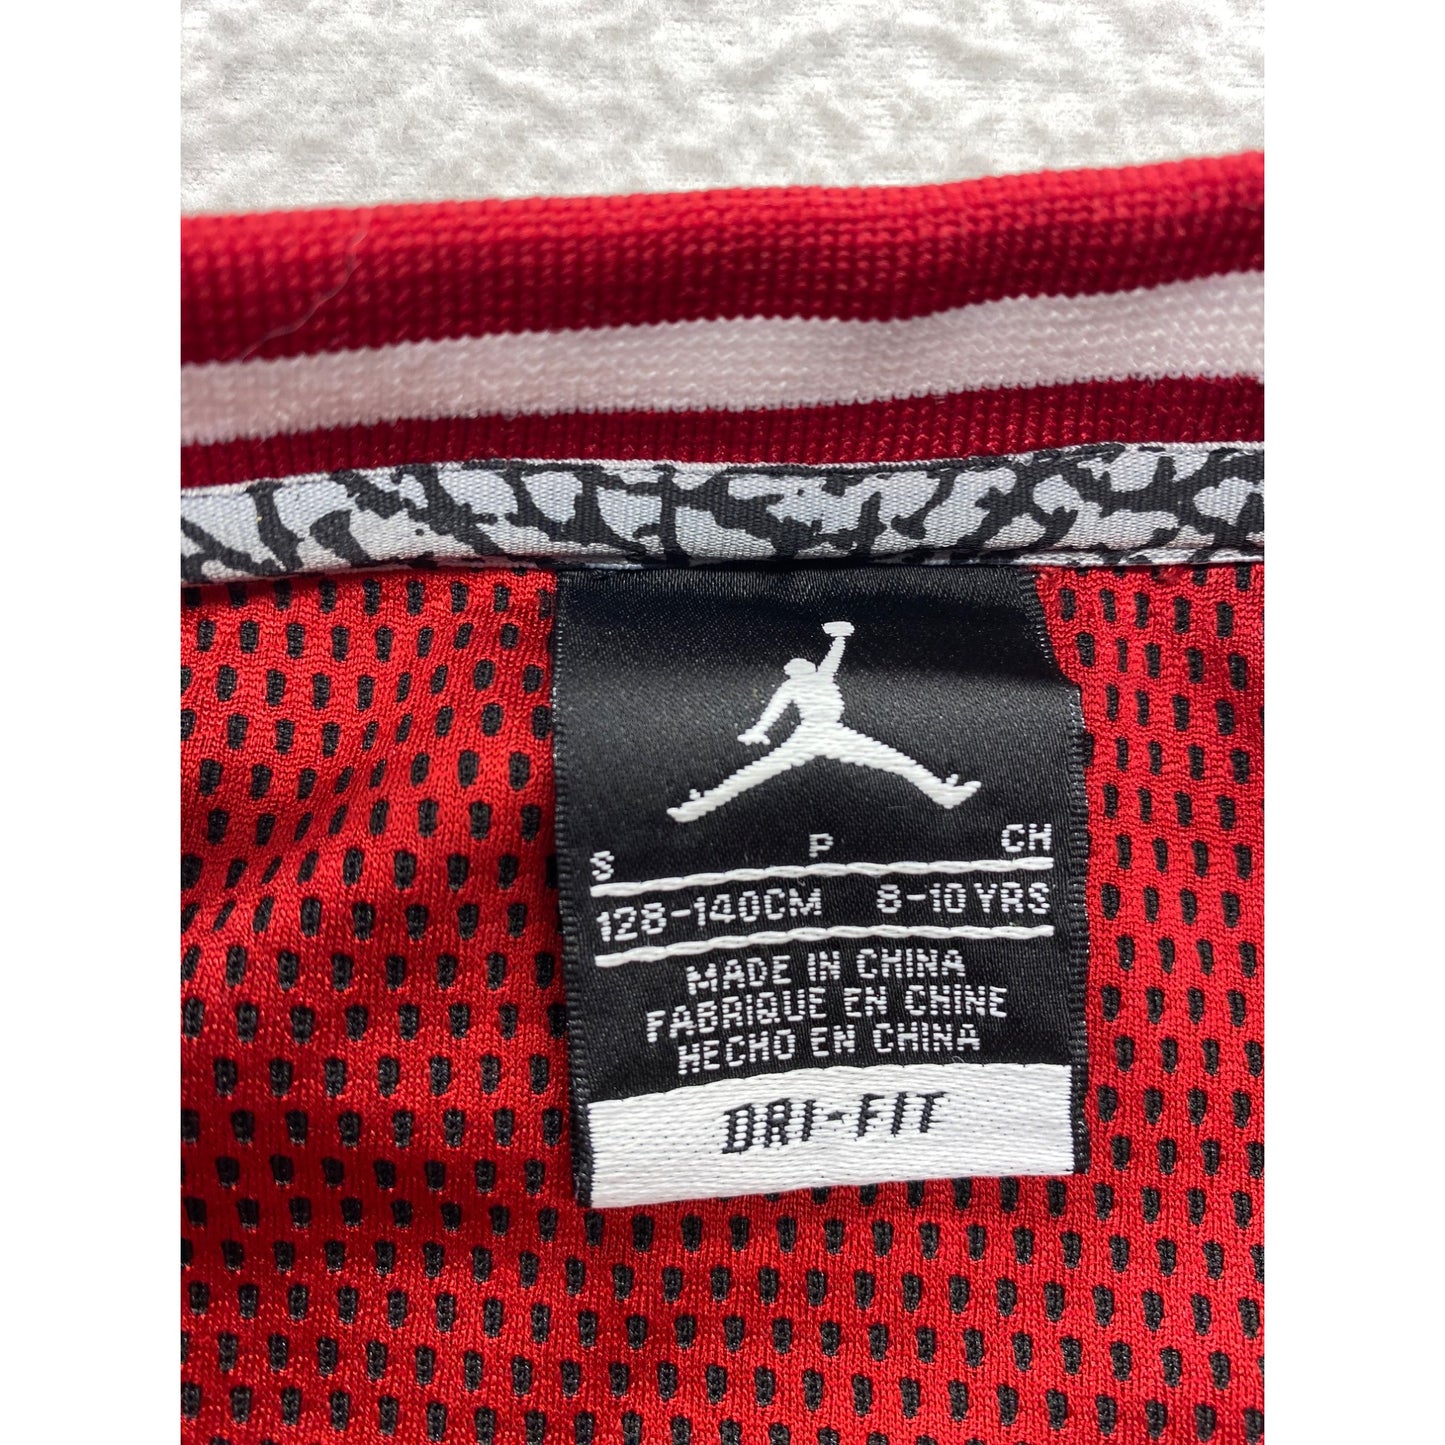 S P CH
128-140CM 8-10 YRS
MADE IN CHINA
FABRIQUE EN CHINE
HECHO EN CHINA
DRI-FIT